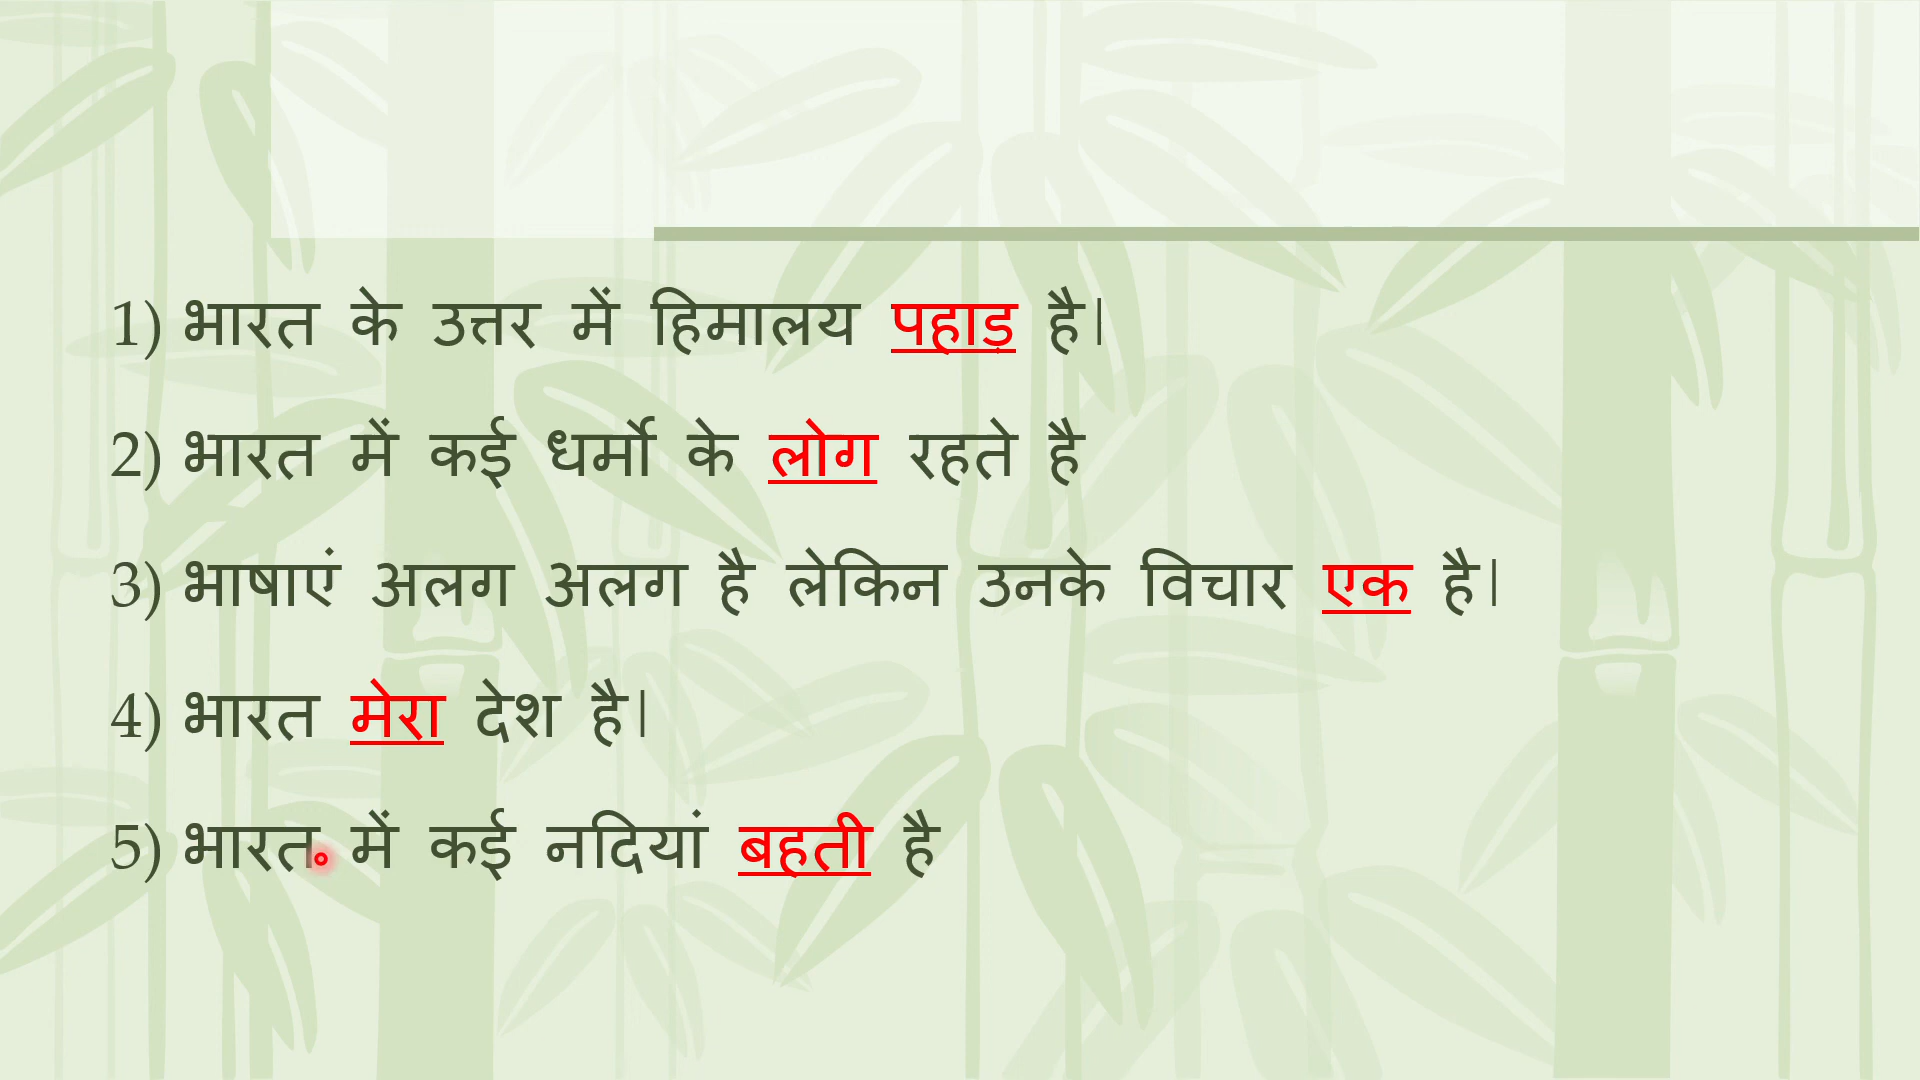 1) भारत के उत्तर में हिमालय पहाड़ है।
2) भारत में कई धर्मो के लोग रहते है
3) भाषाएं अलग अलग है लेकिन उनके विचार एक है।
4) भारत मेरा देश है।
5) भारत में कई नदियां बहती है